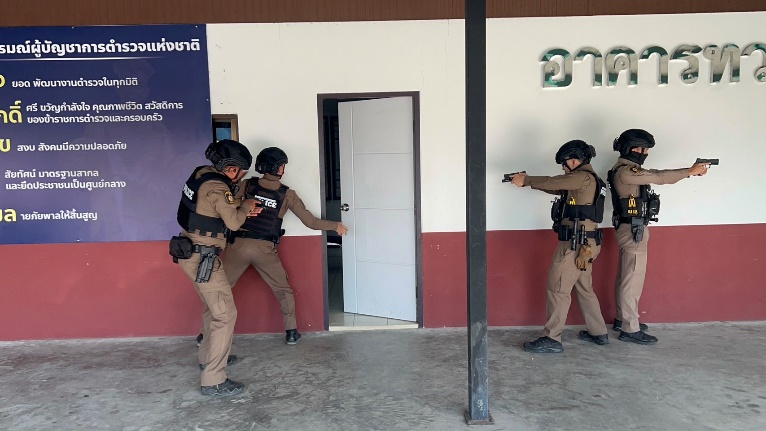 รมณ์ผู้บัญชาการตำรวจแห่งชาติ
ยอด พัฒนางานตำรวจในทุกมิติ
ศรี ขวัญกำลังใจ คุณภาพชีวิต สวัสดิการ
ของข้าราชการตำรวจและครอบครัว
สงบ สังคมมีความปลอดภัย
สัยทัศน์ มาตรฐานสากล
และยึดประชาชนเป็นศูนย์กลาง
ายภัยพาลให้สิ้นสูญ
อาคารทว
POLICE